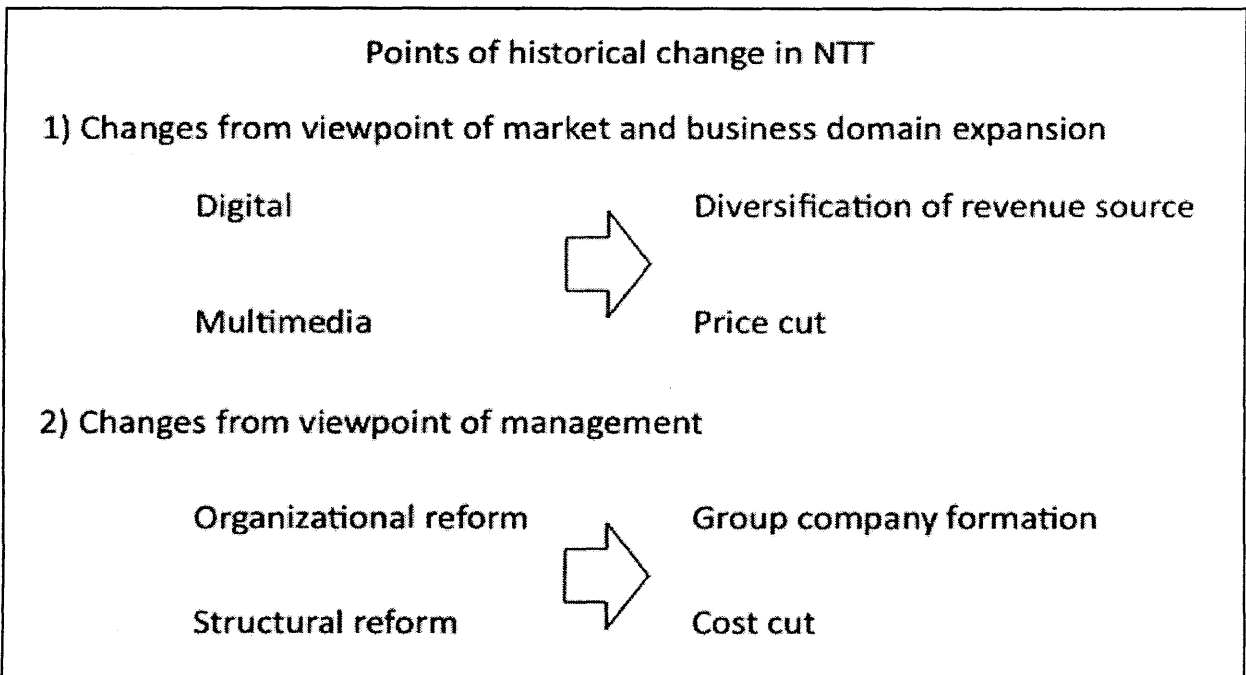 Points of historical change in NTT
1) Changes from viewpoint of market and business domain expansion
Digital
Diversification of revenue source
Multimedia
Price cut
2) Changes from viewpoint of management
Organizational reform
Group company formation
Structural reform
Cost cut